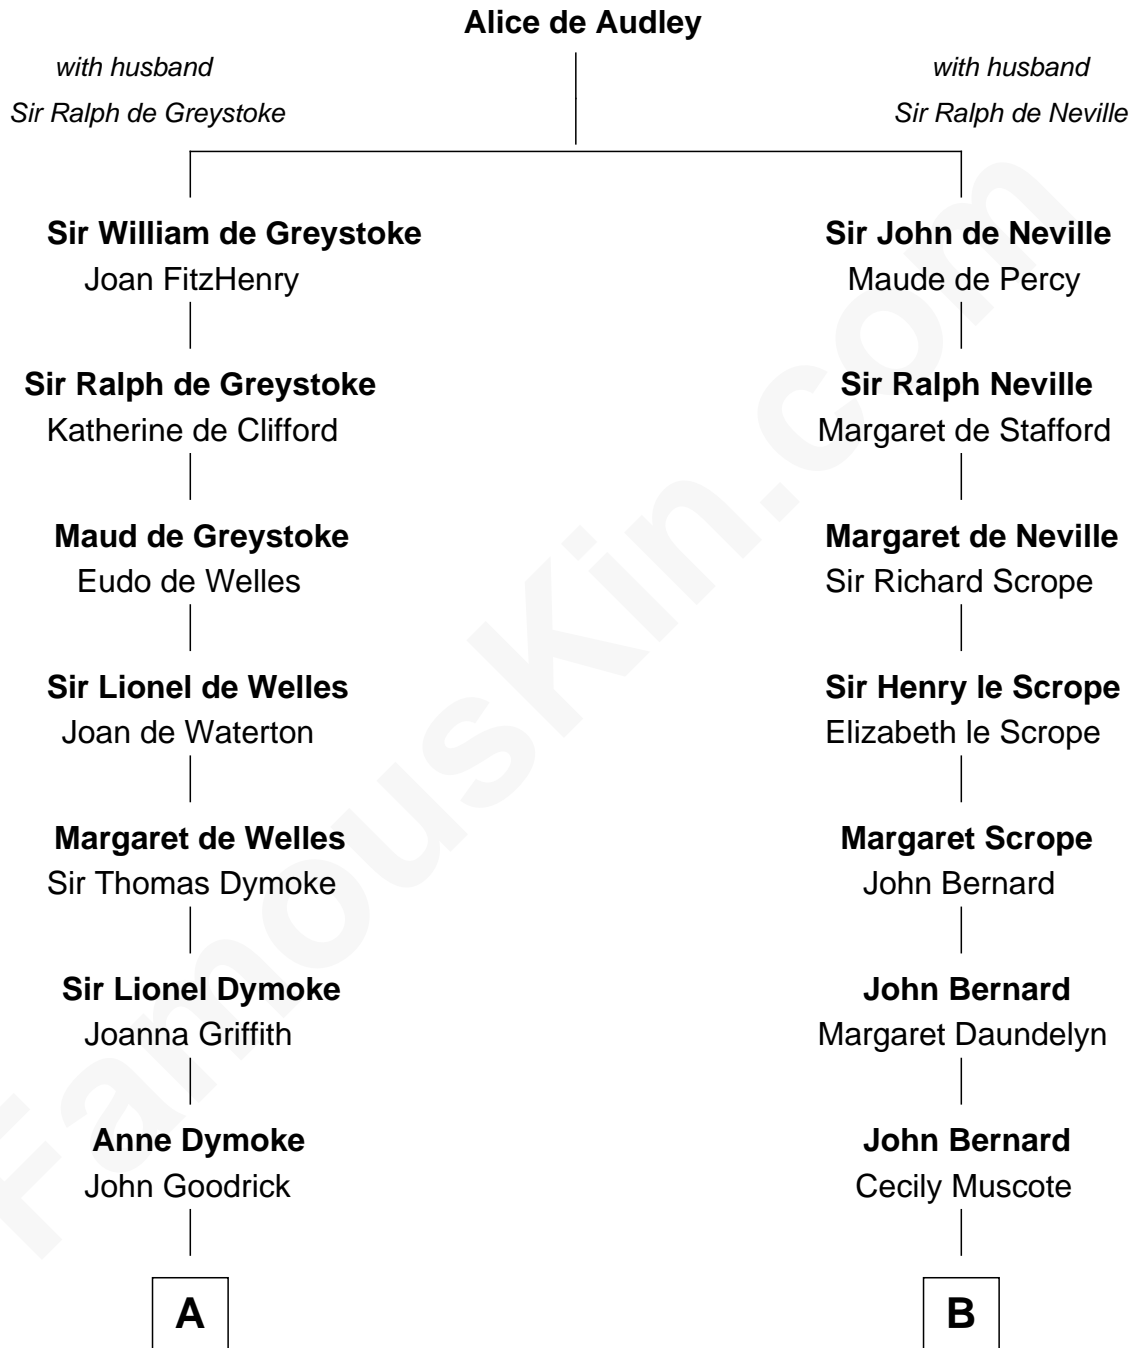 Alice de Audley
with husband
Sir Ralph de Greystoke
with husband
Sir Ralph de Neville
Sir William de Greystoke
Joan FitzHenry
Sir John de Neville
Maude de Percy
Sir Ralph de Greystoke
Katherine de Clifford
Sir Ralph Neville
Margaret de Stafford
Maud de Greystoke
Eudo de Welles
Margaret de Neville
Sir Richard Scrope
Sir Lionel de Welles
Joan de Waterton
Sir Henry le Scrope
Elizabeth le Scrope
Margaret de Welles
Sir Thomas Dymoke
Margaret Scrope
John Bernard
Sir Lionel Dymoke
Joanna Griffith
John Bernard
Margaret Daundelyn
Anne Dymoke
John Goodrick
John Bernard
Cecily Muscote
A
B
FamousKin.com